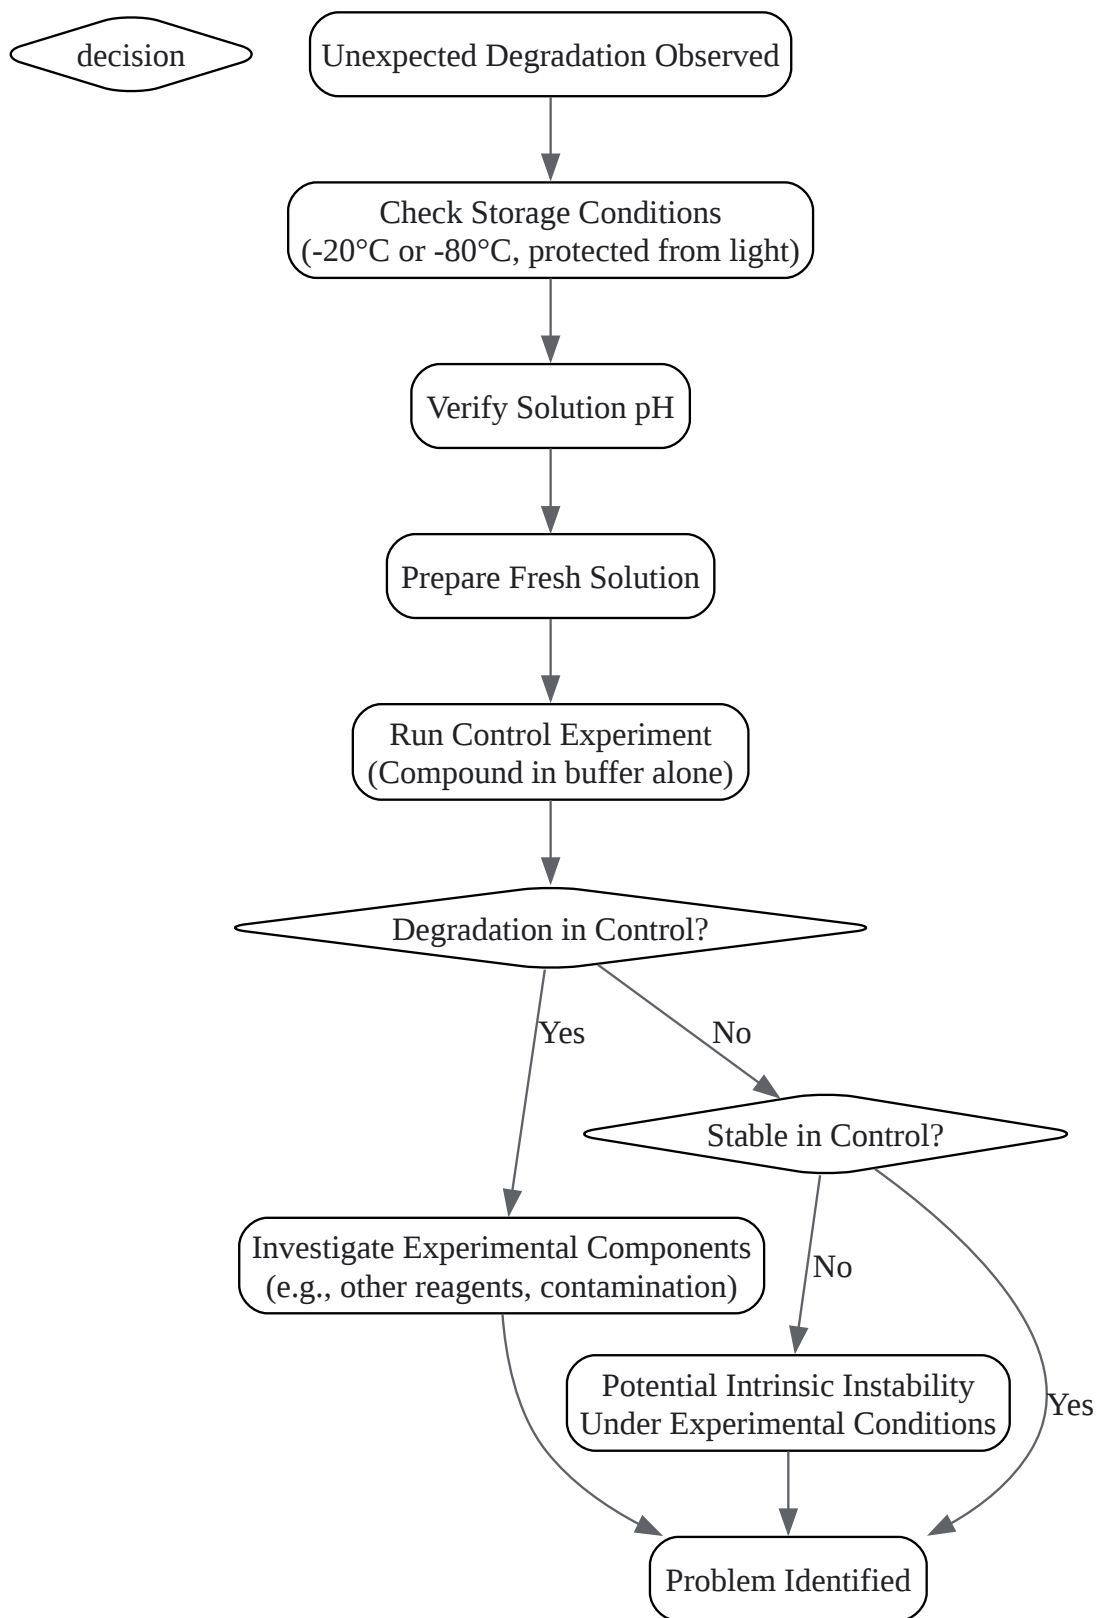 decision
Unexpected Degradation Observed
Check Storage Conditions
(-20°C or -80°C, protected from light)
Verify Solution pH
Prepare Fresh Solution
Run Control Experiment
(Compound in buffer alone)
Degradation in Control?
Yes
No
Stable in Control?
Investigate Experimental Components
(e.g., other reagents, contamination)
No
Potential Intrinsic Instability
Under Experimental Conditions
Yes
Problem Identified